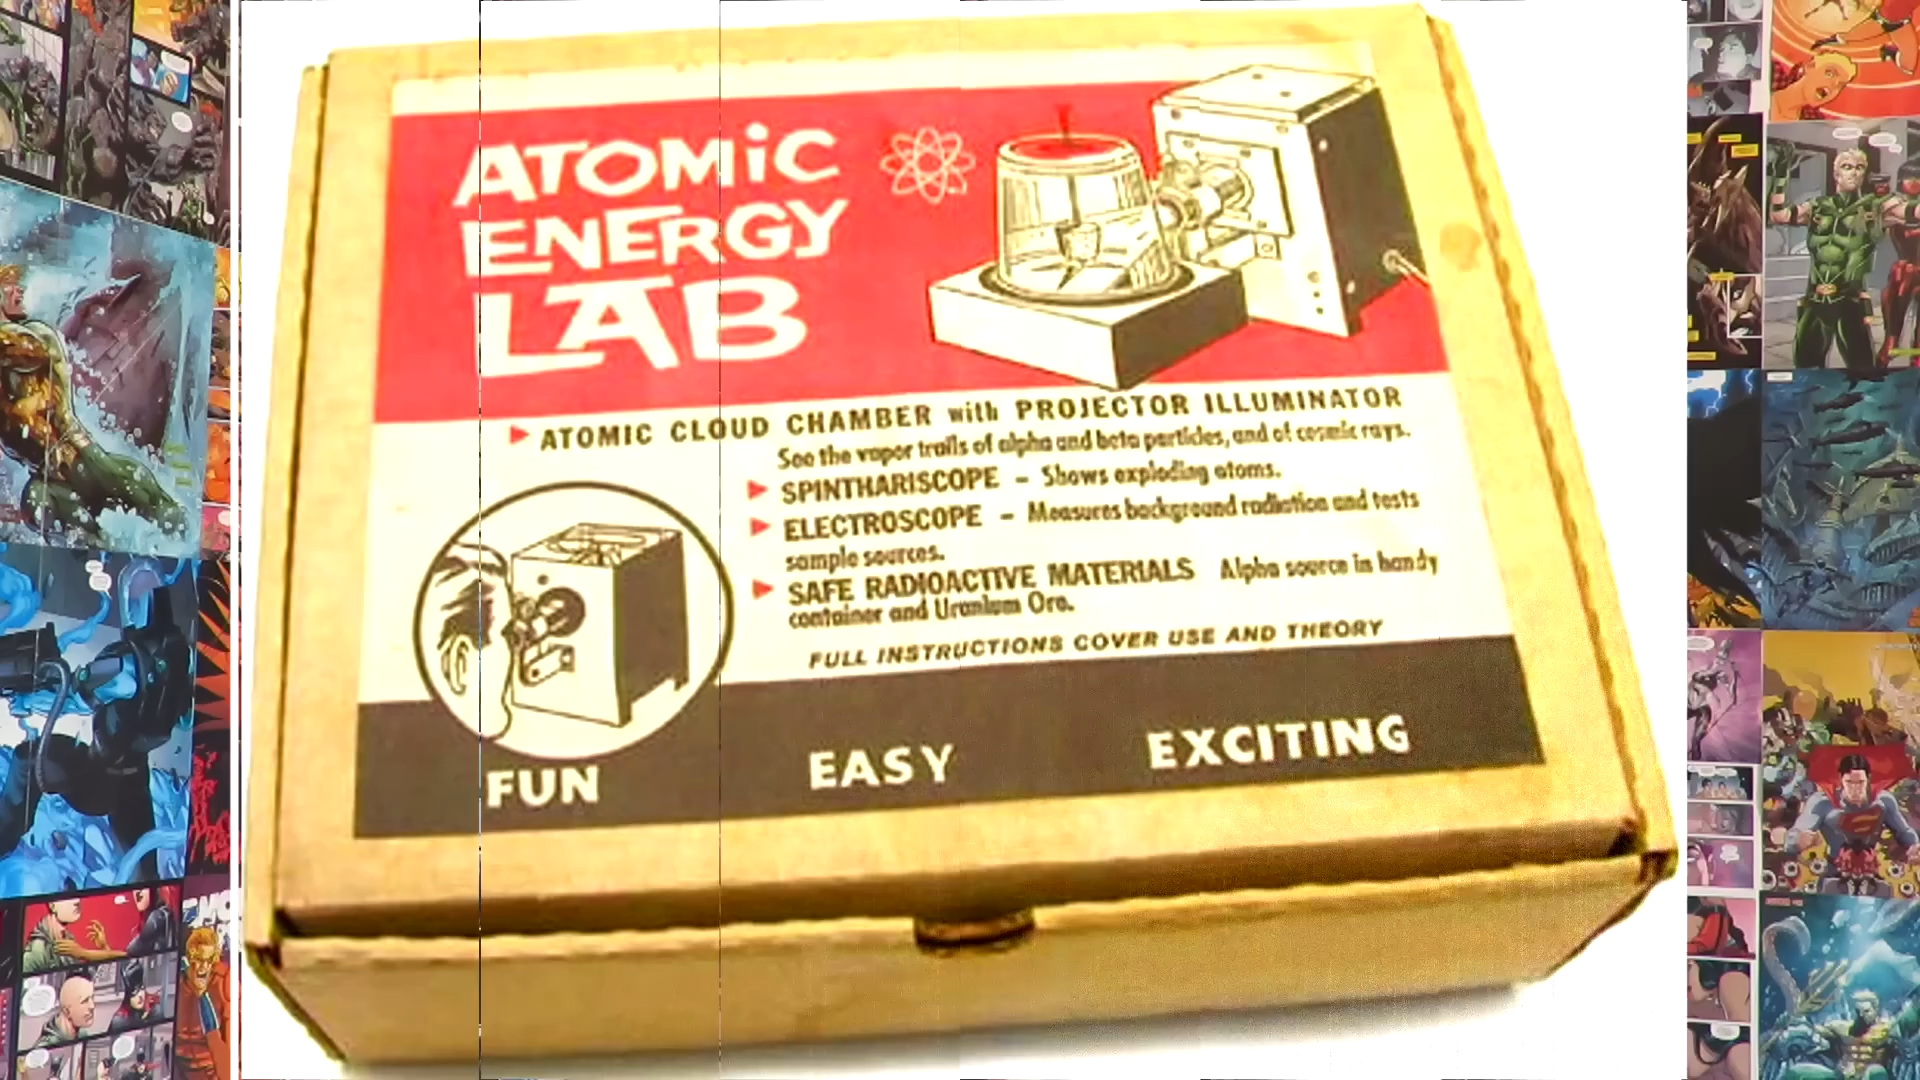 ATOMiC
ENERGY
LAB
ATOMIC CLOUD CHAMBER with PROJECTOR ILLUMINATOR
See the vapor trails of alpha and beta particles, and of cosmic rays.
SPINTHARISCOPE – Shows exploding atoms.
ELECTROSCOPE – Measures background radiation and tests
sample sources.
SAFE RADIOACTIVE MATERIALS Alpha source in handy
container and Uranium Ore.
FULL INSTRUCTIONS COVER USE AND THEORY
FUN EASY EXCITING